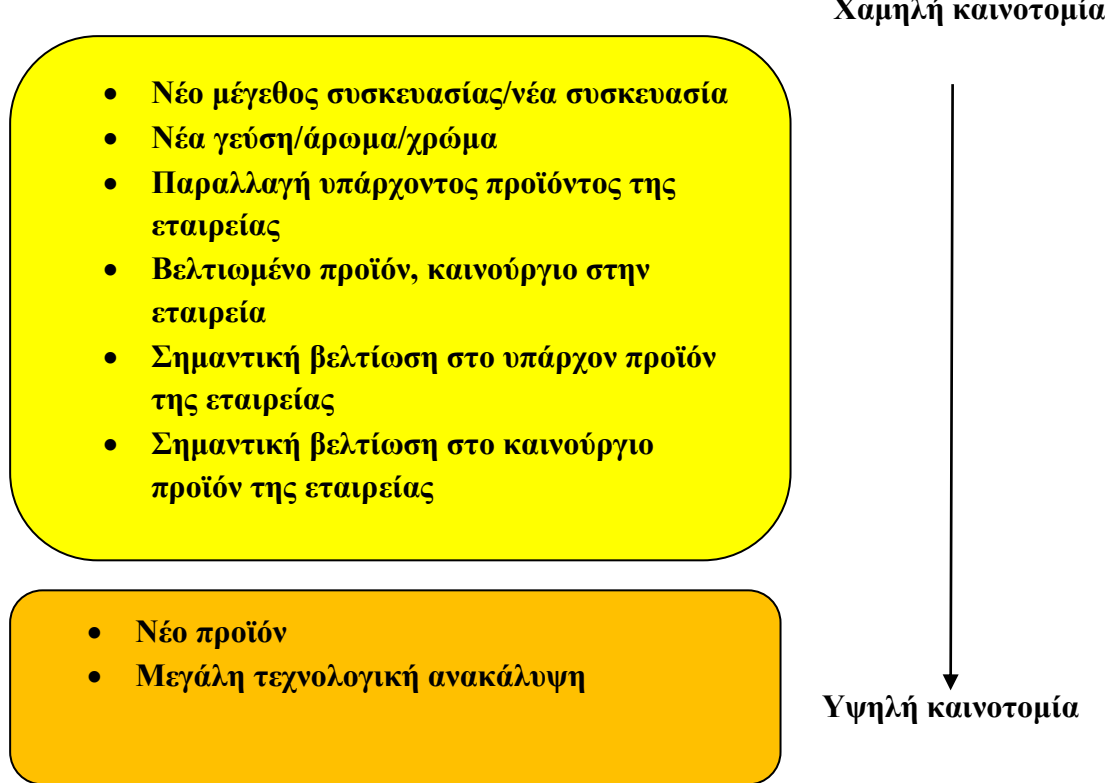 Χαμηλή καινοτομία
• Νέο μέγεθος συσκευασίας/νέα συσκευασία
• Νέα γεύση/άρωμα/χρώμα
• Παραλλαγή υπάρχοντος προϊόντος της
εταιρείας
• Βελτιωμένο προϊόν, καινούργιο στην
εταιρεία
• Σημαντική βελτίωση στο υπάρχον προϊόν
της εταιρείας
• Σημαντική βελτίωση στο καινούργιο
προϊόν της εταιρείας
• Νέο προϊόν
• Μεγάλη τεχνολογική ανακάλυψη
Υψηλή καινοτομία